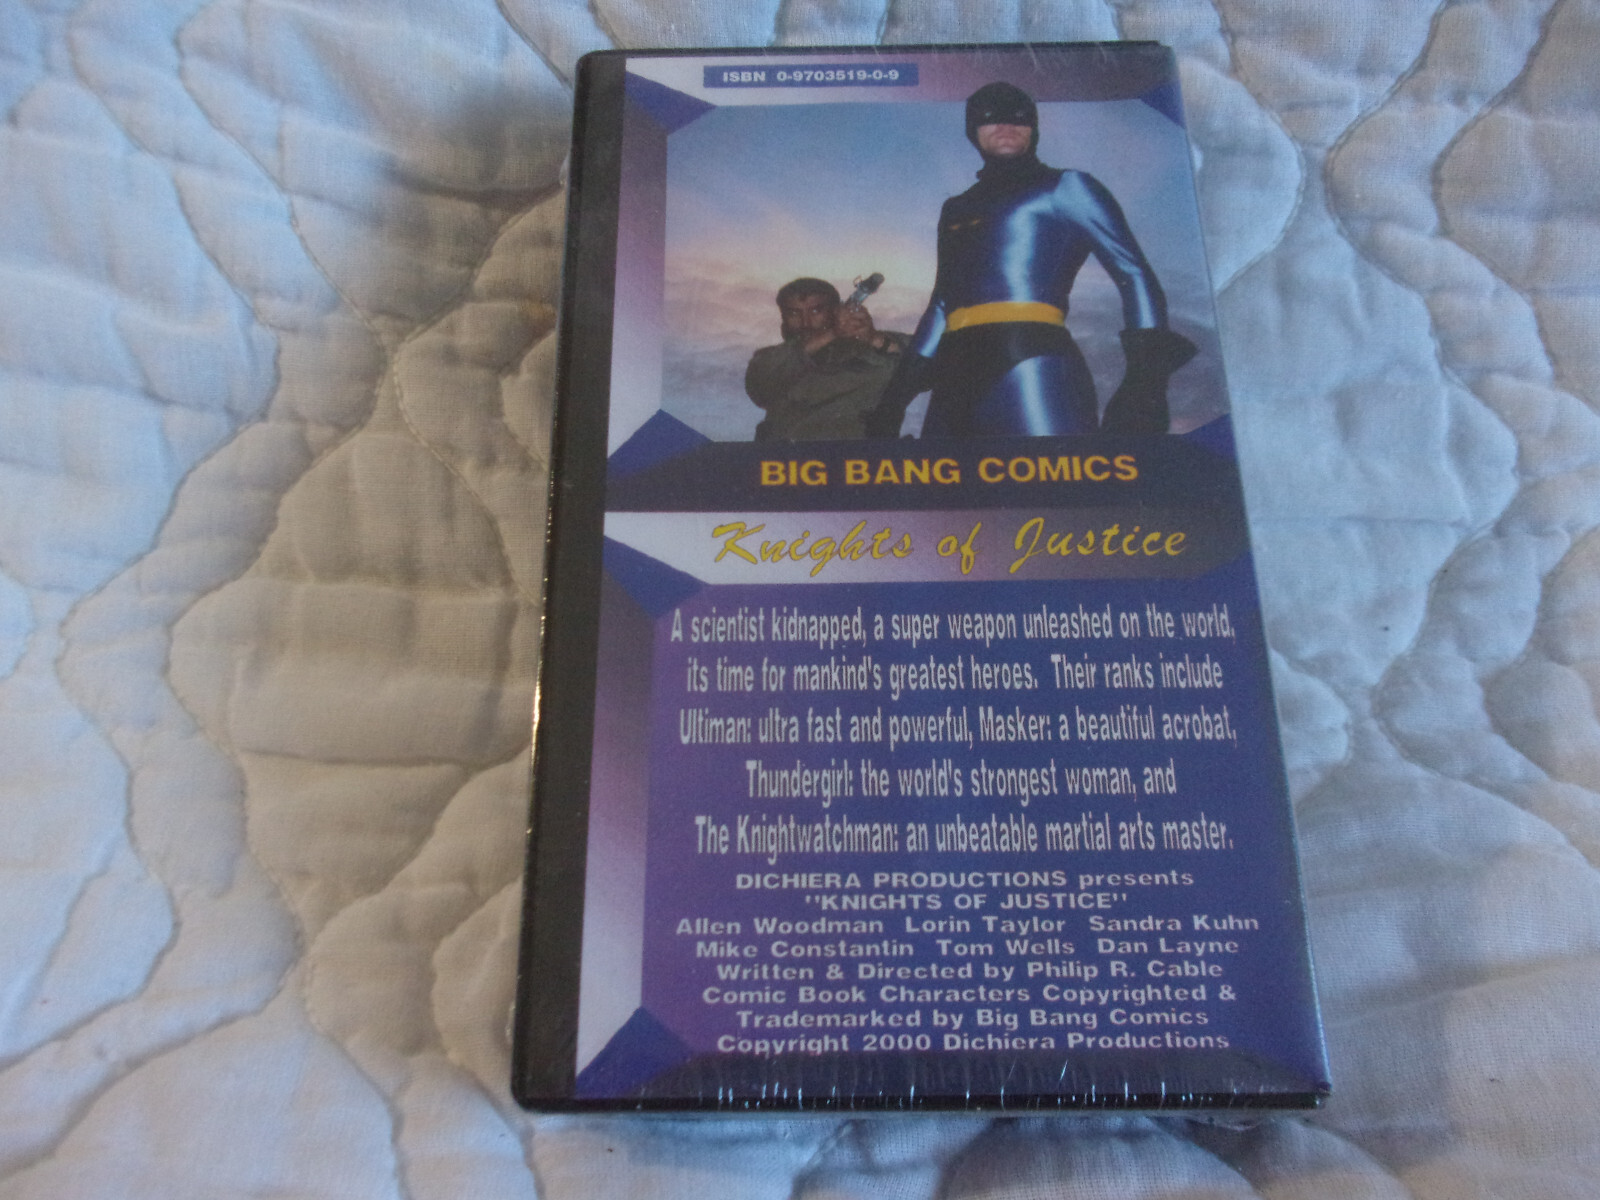 ISBN 0-9703519-0-9
BIG BANG COMICS
Knights of Justice
A scientist kidnapped, a super weapon unleashed on the world,
its time for mankind's greatest heroes. Their ranks include
Ultiman: ultra fast and powerful, Masker: a beautiful acrobat,
Thundergirl: the world's strongest woman, and
The Knightwatchman: an unbeatable martial arts master.
DICHIERA PRODUCTIONS presents
"KNIGHTS OF JUSTICE"
Allen Woodman Lorin Taylor Sandra Kuhn
Mike Constantin Tom Wells Dan Layne
Written & Directed by Philip R. Cable
Comic Book Characters Copyrighted &
Trademarked by Big Bang Comics
Copyright 2000 Dichiera Productions